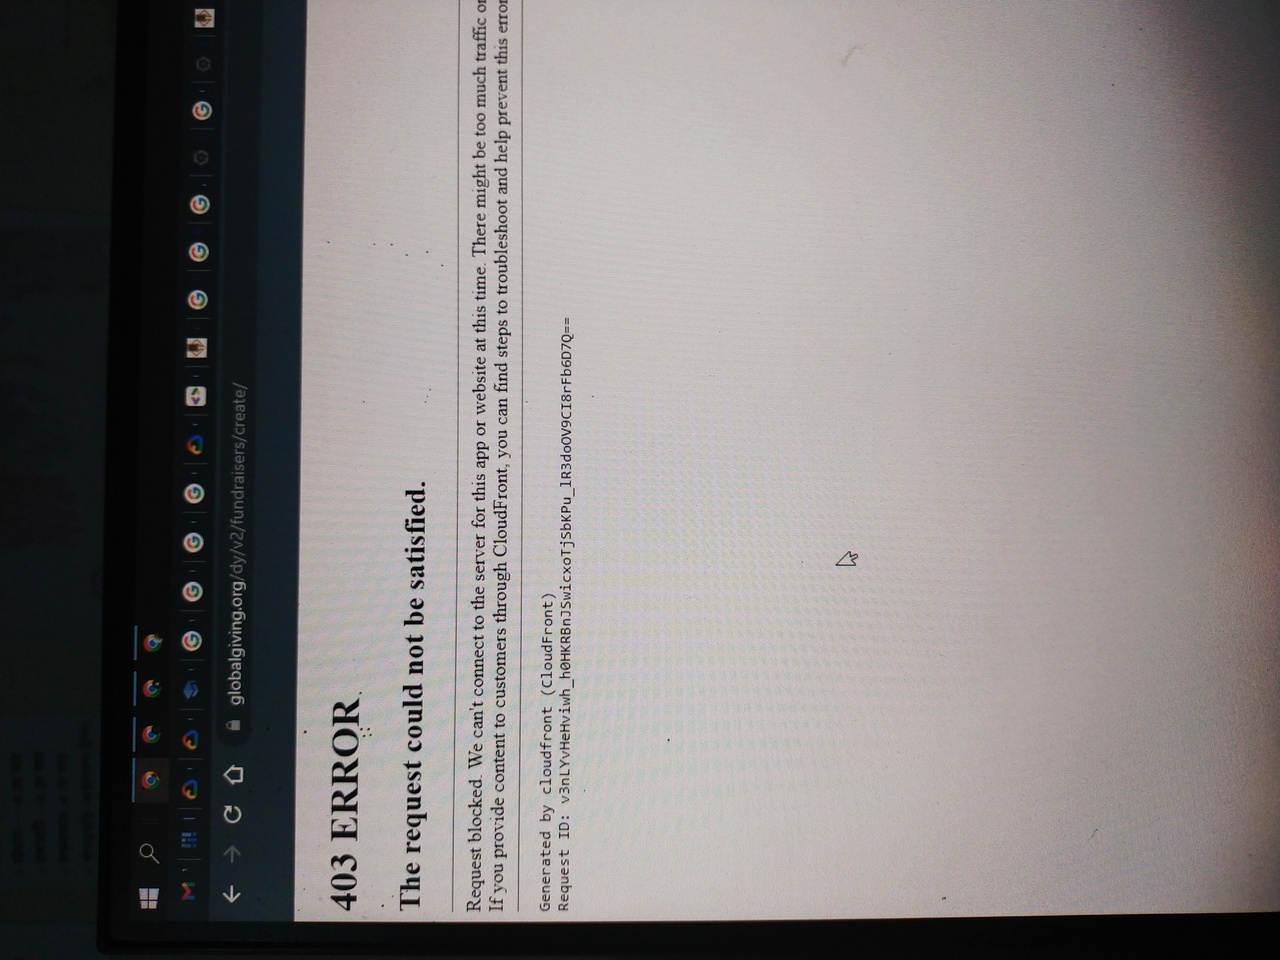 globalgiving.org/dy/v2/fundraisers/create/
403 ERROR
The request could not be satisfied.
Request blocked. We can't connect to the server for this app or website at this time. There might be too much traffic or
If you provide content to customers through CloudFront, you can find steps to troubleshoot and help prevent this error
Generated by cloudfront (CloudFront)
Request ID: v3nLYvHeHviwh_h0HKRBnJSwicxoTjSbKPu_lR3doOV9CI8rFb6D7Q==